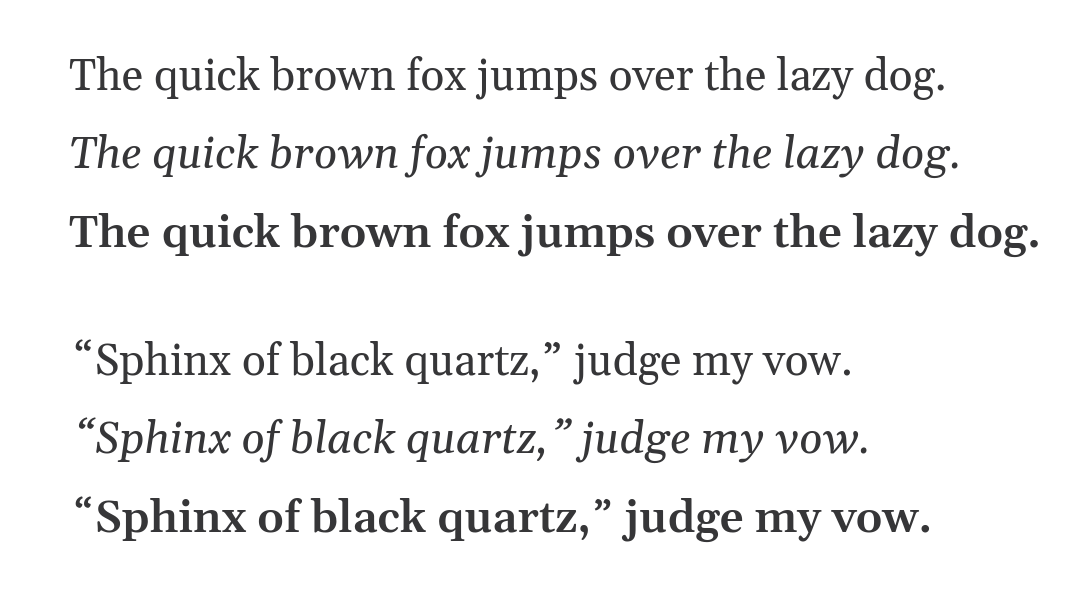 The quick brown fox jumps over the lazy dog.
The quick brown fox jumps over the lazy dog.
The quick brown fox jumps over the lazy dog.
“Sphinx of black quartz,” judge my vow.
“Sphinx of black quartz,” judge my vow.
“Sphinx of black quartz,” judge my vow.